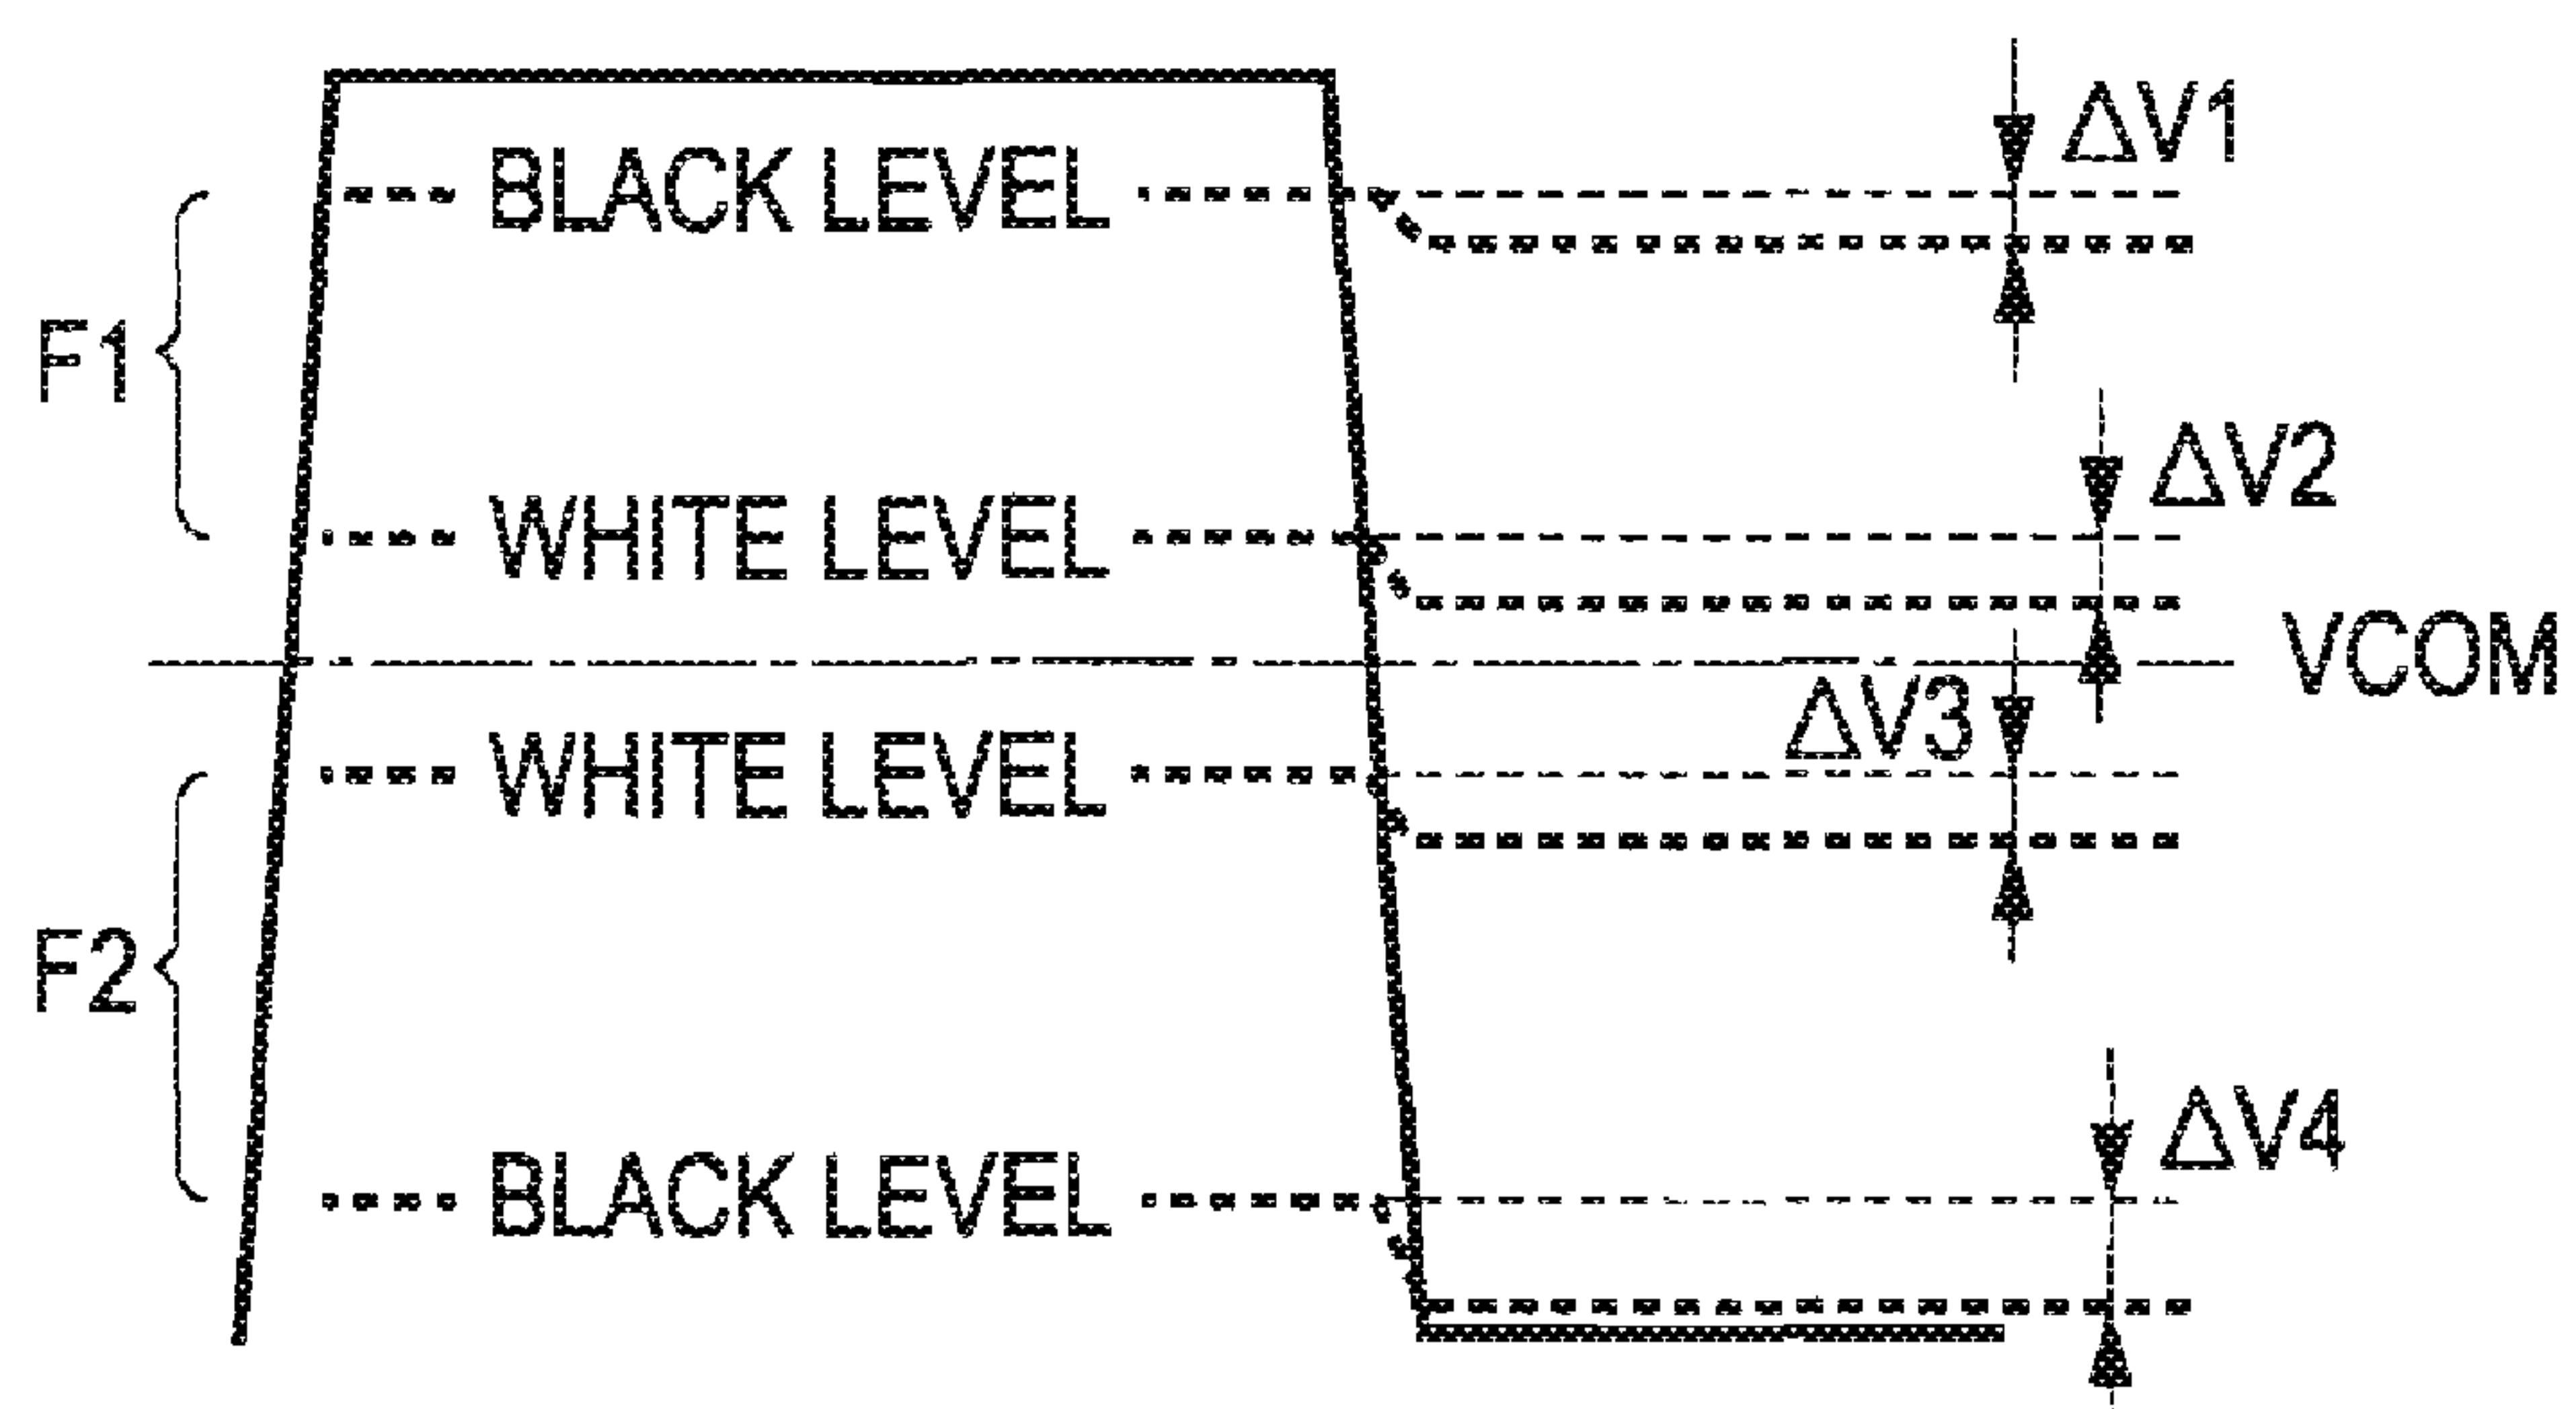 ΔV1
BLACK LEVEL
F1
ΔV2
WHITE LEVEL
VCOM
ΔV3
WHITE LEVEL
F2
ΔV4
BLACK LEVEL